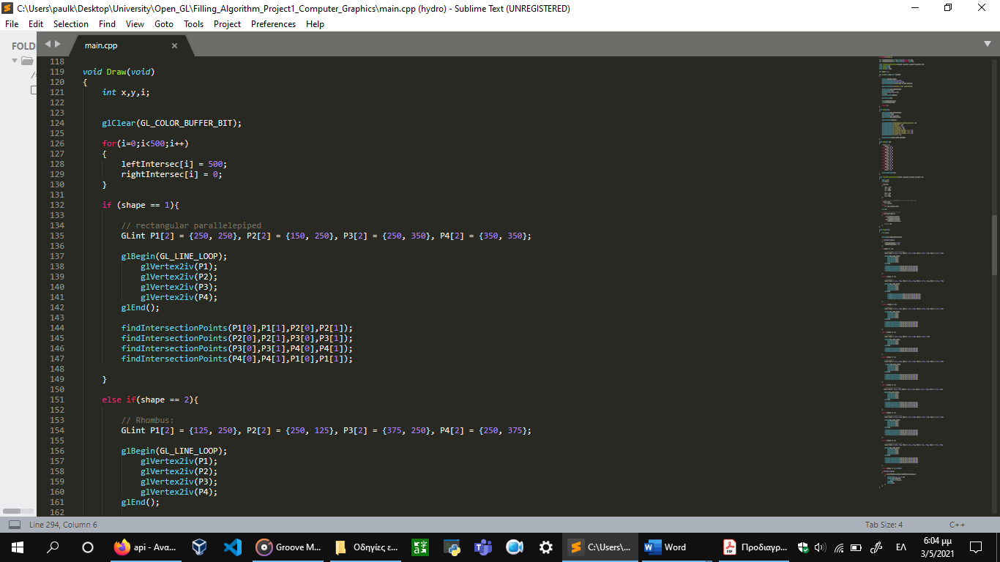 C:\Users\paulk\Desktop\University\Open_GL\Filling_Algorithm_Project1_Computer_Graphics\main.cpp (hydro) - Sublime Text (UNREGISTERED)
File Edit Selection Find View Goto Tools Project Preferences Help
FOLD
main.cpp ×
118
119 void Draw(void)
120 {
121 int x,y,i;
122
123
124 glClear(GL_COLOR_BUFFER_BIT);
125
126 for(i=0;i<500;i++)
127 {
128 leftIntersec[i] = 500;
129 rightIntersec[i] = 0;
130 }
131
132 if (shape == 1){
133
134 // rectangular parallelepiped
135 GLint P1[2] = {250, 250}, P2[2] = {150, 250}, P3[2] = {250, 350}, P4[2] = {350, 350};
136
137 glBegin(GL_LINE_LOOP);
138 glVertex2iv(P1);
139 glVertex2iv(P2);
140 glVertex2iv(P3);
141 glVertex2iv(P4);
142 glEnd();
143
144 findIntersectionPoints(P1[0],P1[1],P2[0],P2[1]);
145 findIntersectionPoints(P2[0],P2[1],P3[0],P3[1]);
146 findIntersectionPoints(P3[0],P3[1],P4[0],P4[1]);
147 findIntersectionPoints(P4[0],P4[1],P1[0],P1[1]);
148
149 }
150
151 else if(shape == 2){
152
153 // Rhombus:
154 GLint P1[2] = {125, 250}, P2[2] = {250, 125}, P3[2] = {375, 250}, P4[2] = {250, 375};
155
156 glBegin(GL_LINE_LOOP);
157 glVertex2iv(P1);
158 glVertex2iv(P2);
159 glVertex2iv(P3);
160 glVertex2iv(P4);
161 glEnd();
162
Line 294, Column 6 Tab Size: 4 C++
api - Ανα... Groove M... Οδηγίες ε... C:\Users\... Word Προδιαγρ... ΕΛ 6:04 μμ
3/5/2021